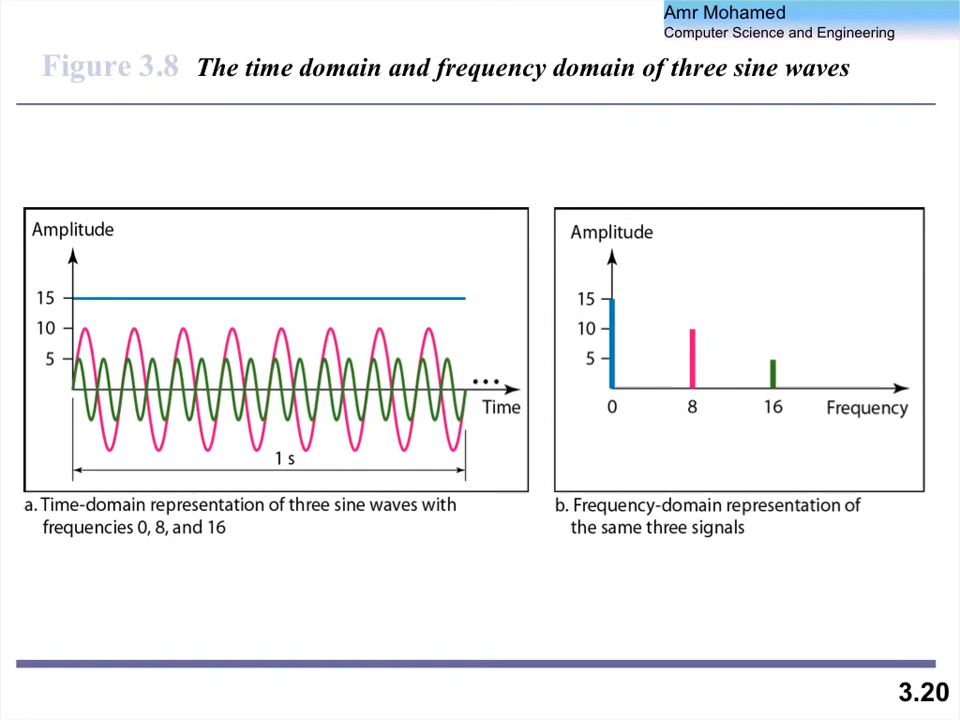 Amr Mohamed
Computer Science and Engineering
Figure 3.8 The time domain and frequency domain of three sine waves
Amplitude
15
10
5
...
Time
1 s
a. Time-domain representation of three sine waves with
frequencies 0, 8, and 16
Amplitude
15
10
5
0 8 16 Frequency
b. Frequency-domain representation of
the same three signals
3.20